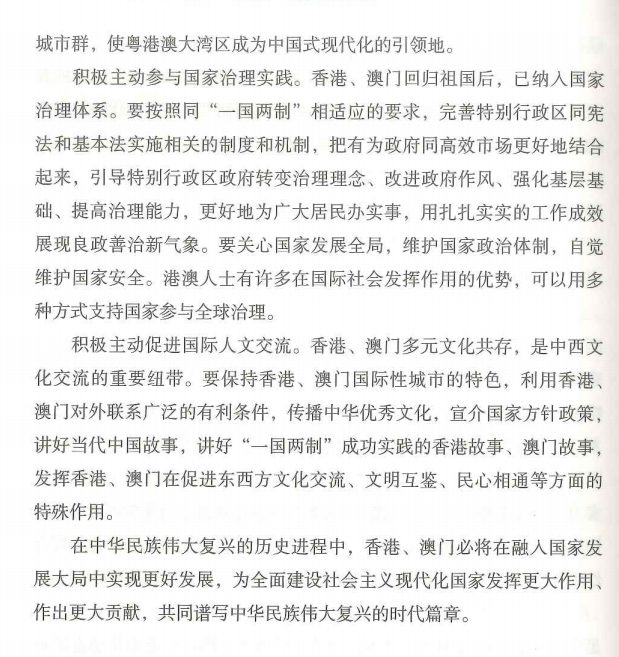 城市群，使粤港澳大湾区成为中国式现代化的引领地。
积极主动参与国家治理实践。香港、澳门回归祖国后，已纳入国家
治理体系。要按照同“一国两制”相适应的要求，完善特别行政区同宪
法和基本法实施相关的制度和机制，把有为政府同高效市场更好地结合
起来，引导特别行政区政府转变治理理念、改进政府作风、强化基层基
础、提高治理能力，更好地为广大居民办实事，用扎扎实实的工作成效
展现良政善治新气象。要关心国家发展全局，维护国家政治体制，自觉
维护国家安全。港澳人士有许多在国际社会发挥作用的优势，可以用多
种方式支持国家参与全球治理。
积极主动促进国际人文交流。香港、澳门多元文化共存，是中西文
化交流的重要纽带。要保持香港、澳门国际性城市的特色，利用香港、
澳门对外联系广泛的有利条件，传播中华优秀文化，宣介国家方针政策，
讲好当代中国故事，讲好“一国两制”成功实践的香港故事、澳门故事，
发挥香港、澳门在促进东西方文化交流、文明互鉴、民心相通等方面的
特殊作用。
在中华民族伟大复兴的历史进程中，香港、澳门必将在融入国家发
展大局中实现更好发展，为全面建设社会主义现代化国家发挥更大作用、
作出更大贡献，共同谱写中华民族伟大复兴的时代篇章。